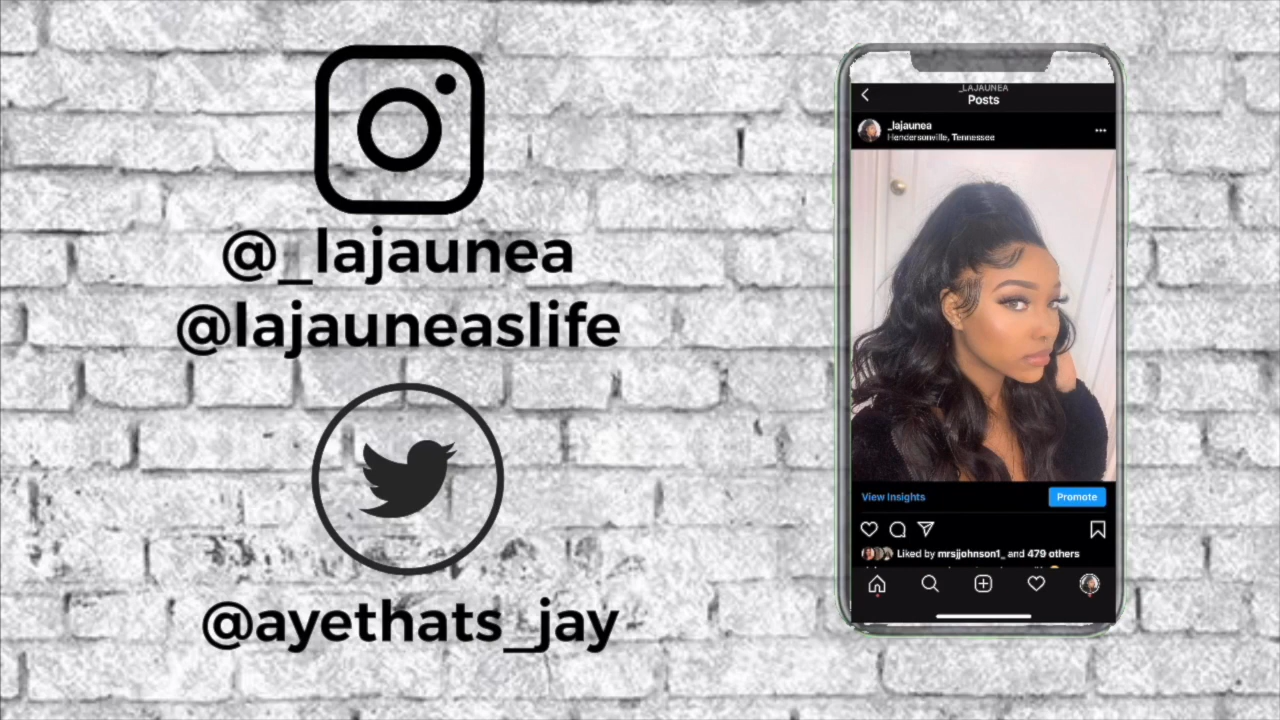 @_lajaunea
@lajauneaslife
@ayethats_jay
_LAJAUNEA
Posts
_lajaunea
Hendersonville, Tennessee
View Insights
Promote
Liked by mrsjjohnson1_ and 479 others